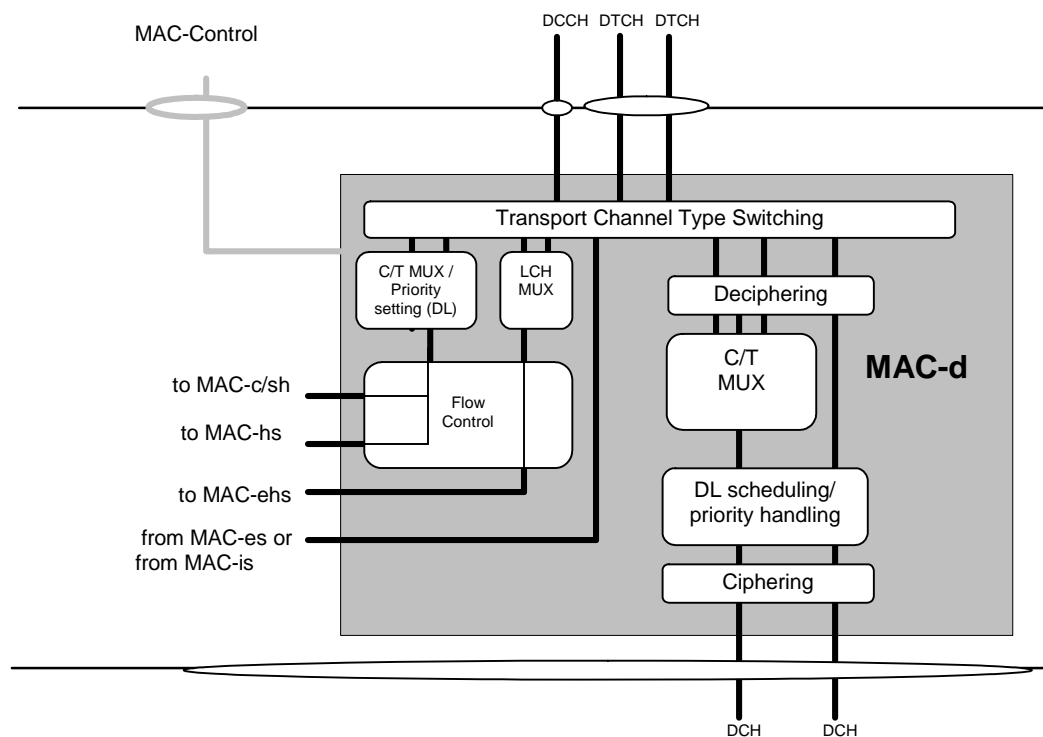 DCCH DTCH DTCH
MAC-Control
Transport Channel Type Switching
C/T MUX /
Priority
setting (DL)
LCH
MUX
Deciphering
C/T
MUX
MAC-d
Flow
Control
to MAC-c/sh
to MAC-hs
to MAC-ehs
from MAC-es or
from MAC-is
DL scheduling/
priority handling
Ciphering
DCH DCH